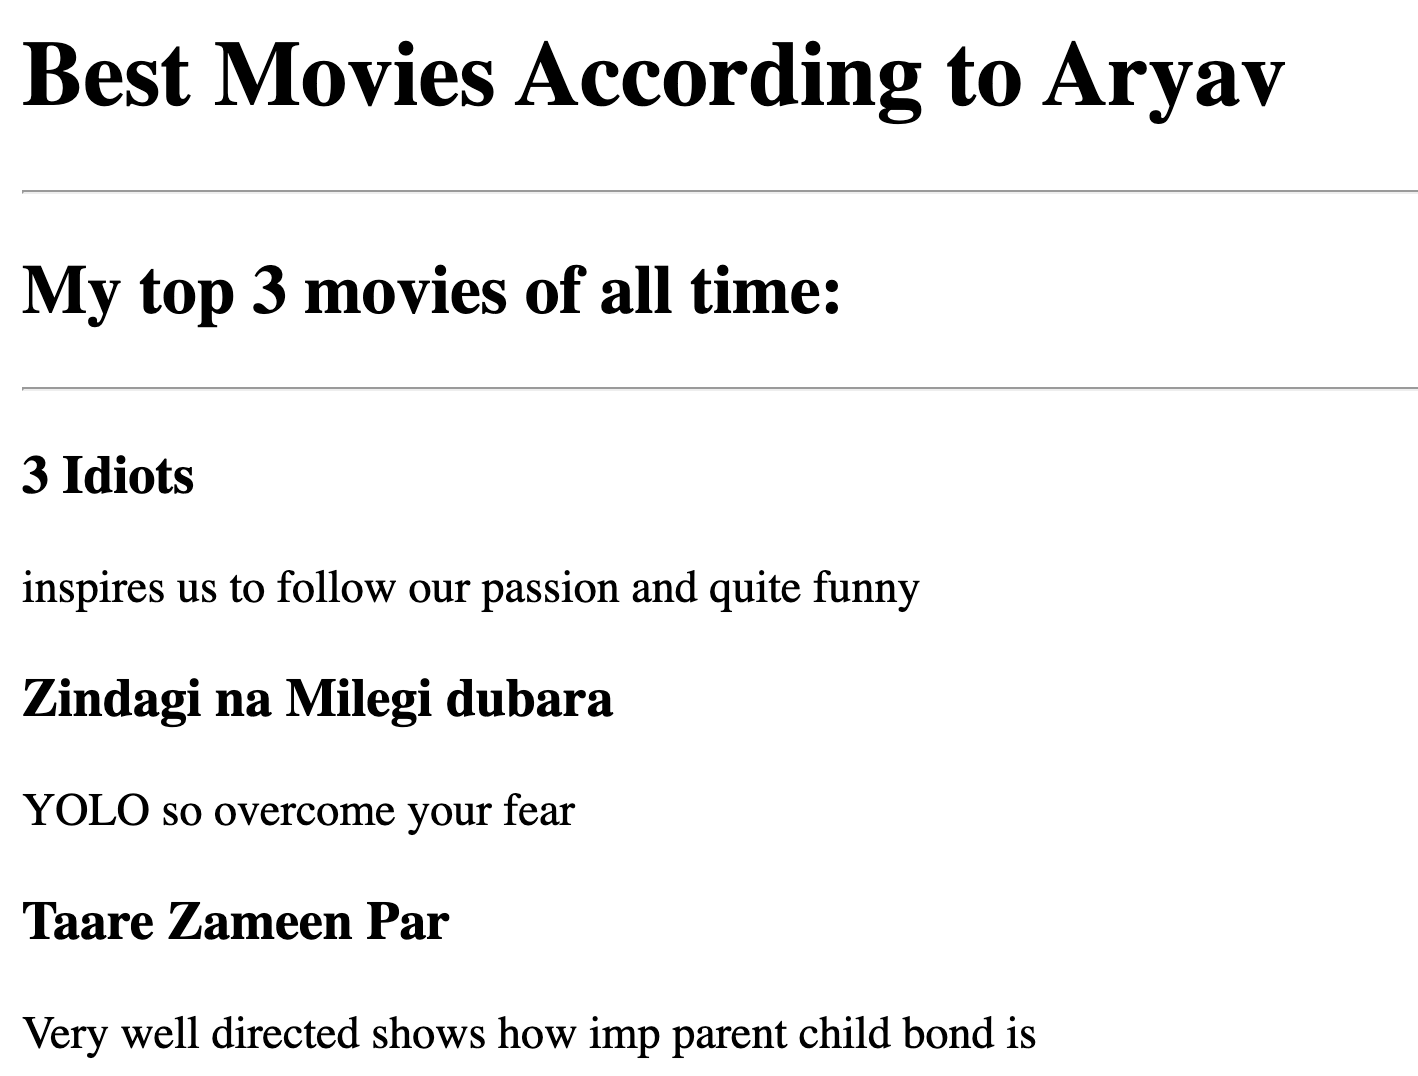 Best Movies According to Aryav
My top 3 movies of all time:
3 Idiots
inspires us to follow our passion and quite funny
Zindagi na Milegi dubara
YOLO so overcome your fear
Taare Zameen Par
Very well directed shows how imp parent child bond is